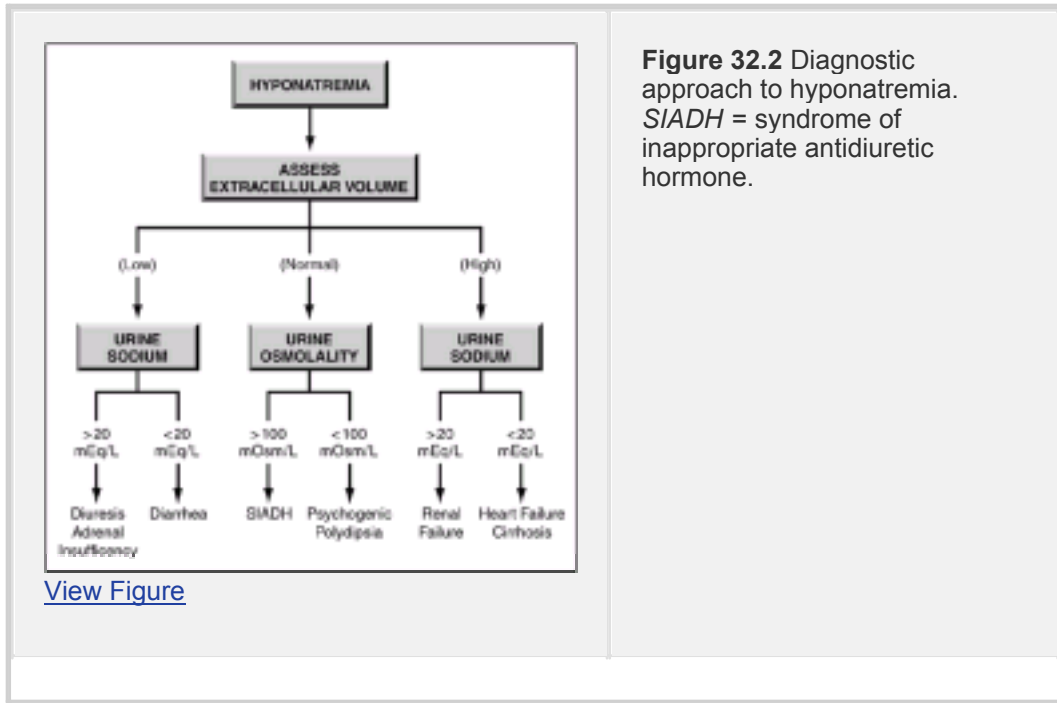 HYPONATREMIA
ASSESS
EXTRACELLULAR VOLUME
(Low) (Normal) (High)
URINE
SODIUM
URINE
OSMOLALITY
URINE
SODIUM
>20
mEq/L
<20
mEq/L
>100
mOsm/L
<100
mOsm/L
>20
mEq/L
<20
mEq/L
Diuresis
Adrenal
Insufficency
Diarrhea
SIADH
Psychogenic
Polydipsia
Renal
Failure
Heart Failure
Cirrhosis
View Figure
Figure 32.2 Diagnostic
approach to hyponatremia.
SIADH = syndrome of
inappropriate antidiuretic
hormone.